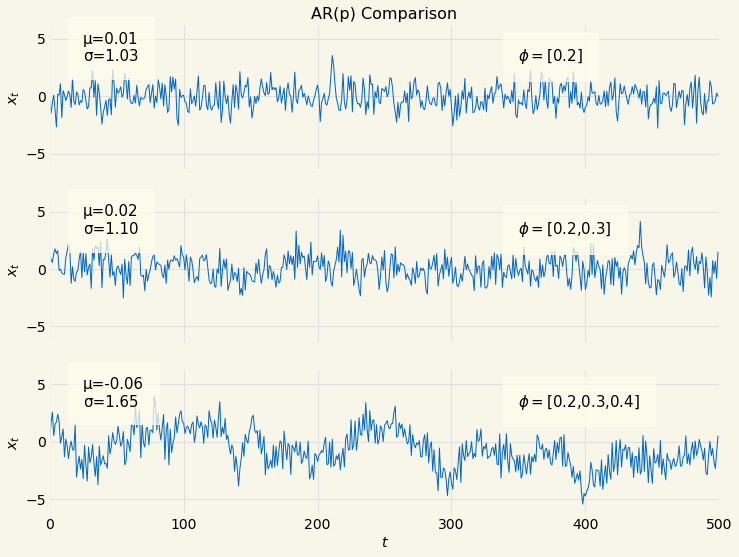 AR(p) Comparison
μ=0.01
σ=1.03
ϕ = [0.2]
5
0
−5
x_t
μ=0.02
σ=1.10
ϕ = [0.2,0.3]
5
0
−5
x_t
μ=-0.06
σ=1.65
ϕ = [0.2,0.3,0.4]
5
0
−5
x_t
0 100 200 300 400 500
t